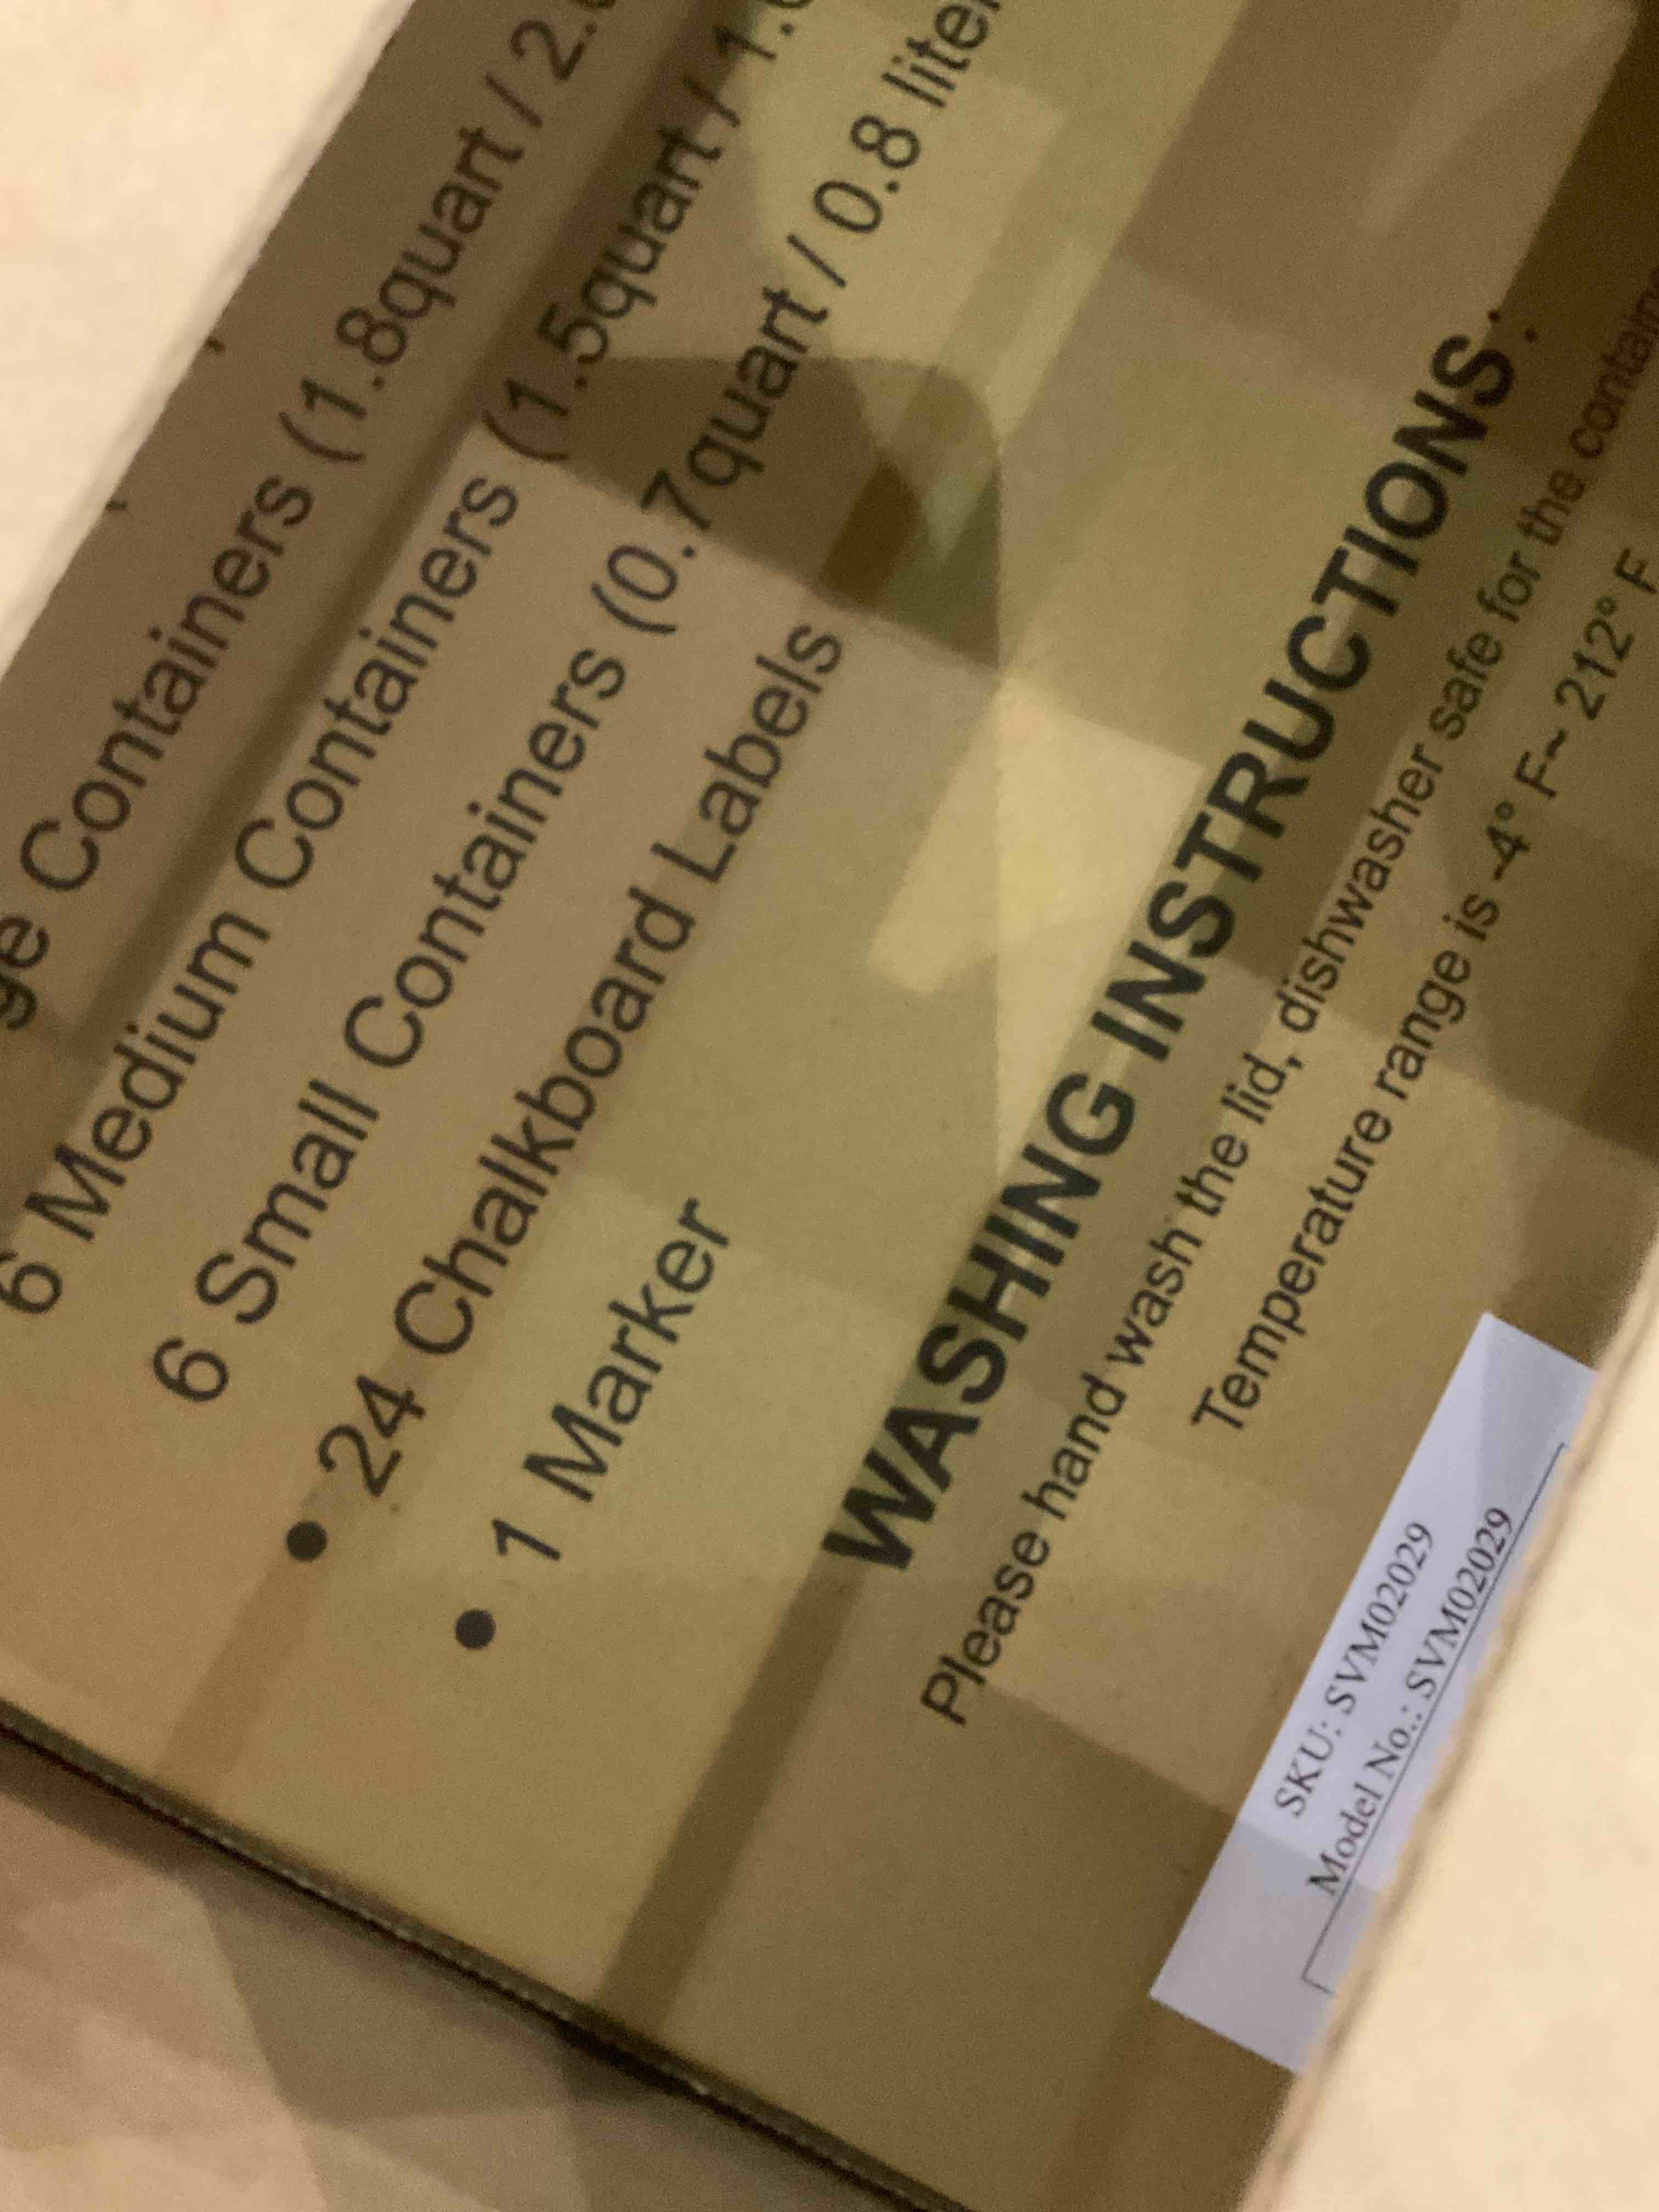 Containers (1.8quart / 2.
6 Medium Containers (1.5quart / 1.
6 Small Containers (0.7quart / 0.8 liter
• 24 Chalkboard Labels
• 1 Marker
WASHING INSTRUCTIONS:
Please hand wash the lid, dishwasher safe for the
Temperature range is -4° F~ 212° F
SKU: SVM02029
Model No.: SVM02029